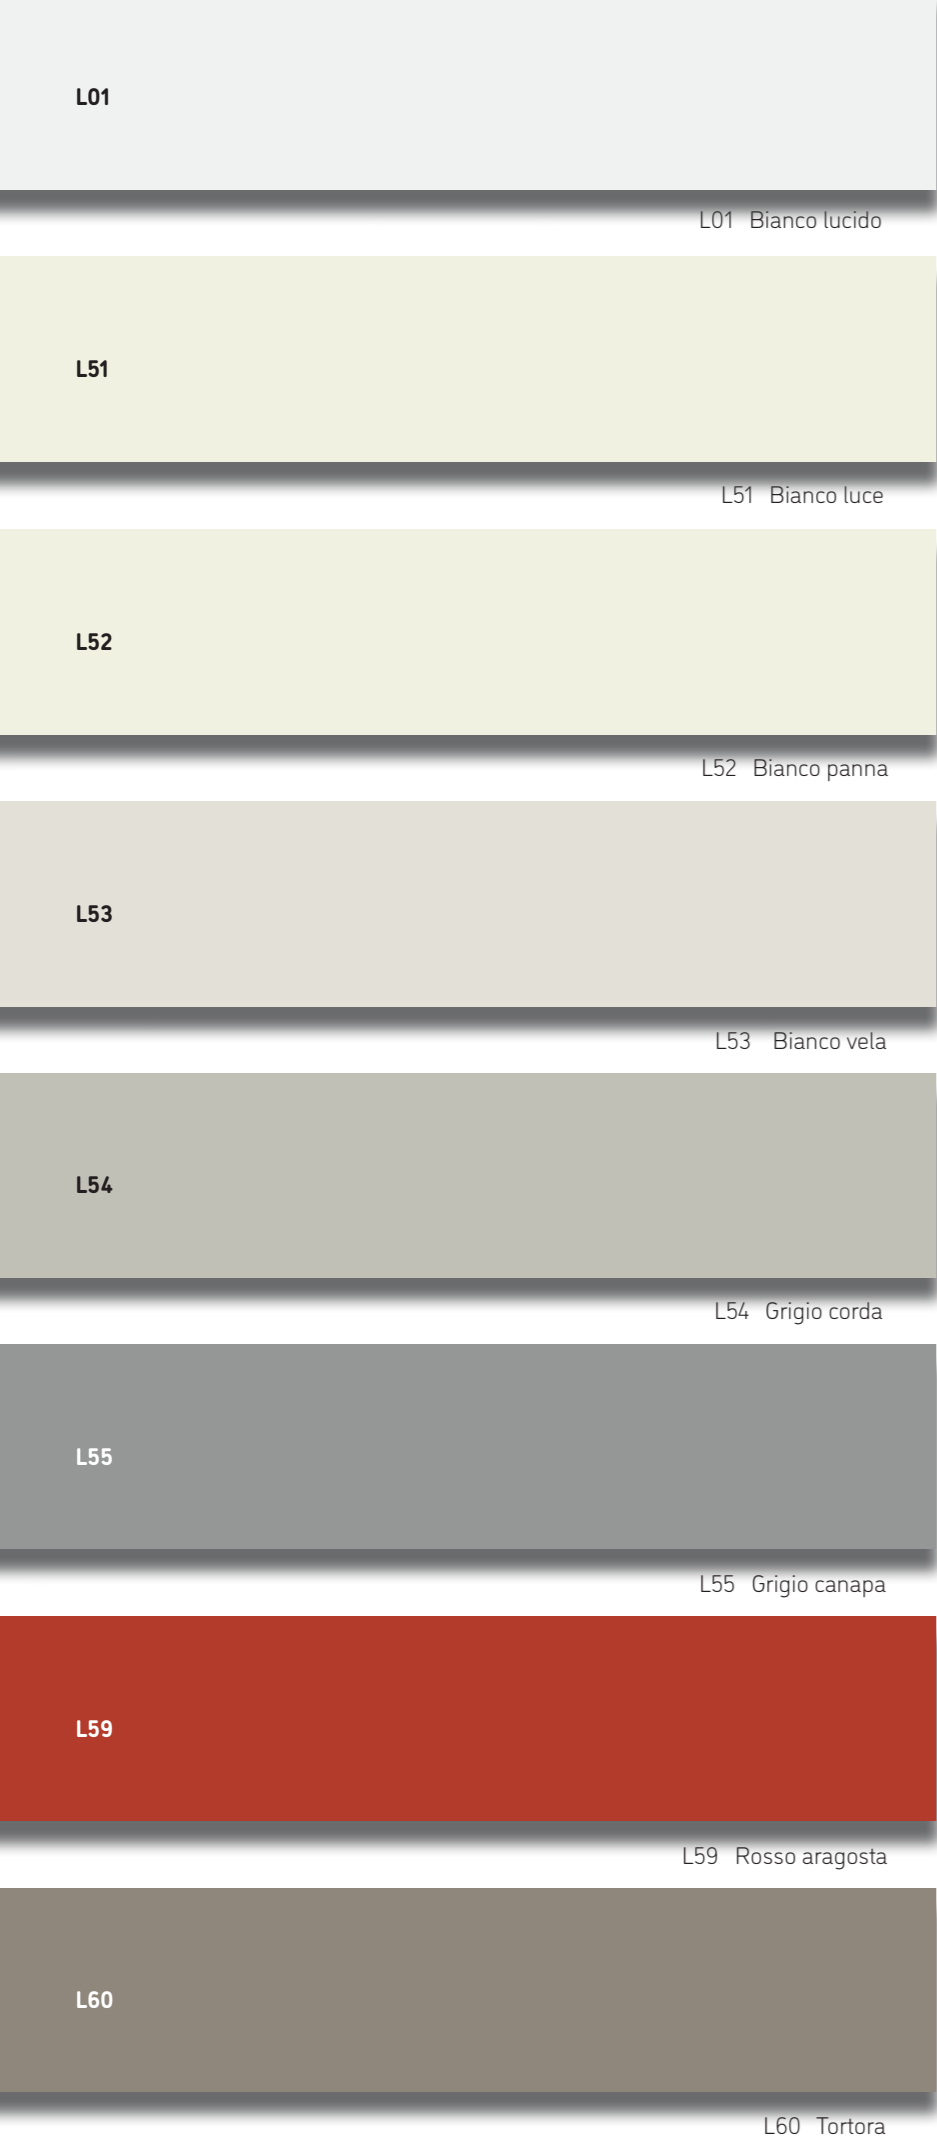 L01
L01 Bianco lucido
L51
L51 Bianco luce
L52
L52 Bianco panna
L53
L53 Bianco vela
L54
L54 Grigio corda
L55
L55 Grigio canapa
L59
L59 Rosso aragosta
L60
L60 Tortora